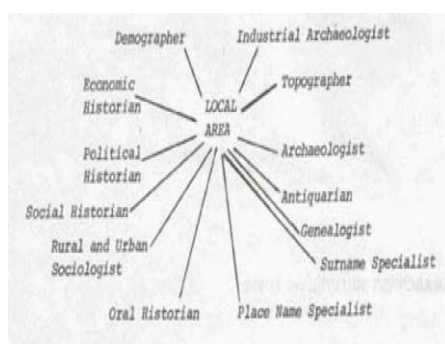 Demographer
Industrial Archaeologist
Economic
Historian
Topographer
LOCAL
AREA
Political
Historian
Archaeologist
Antiquarian
Social Historian
Genealogist
Rural and Urban
Sociologist
Surname Specialist
Oral Historian
Place Name Specialist